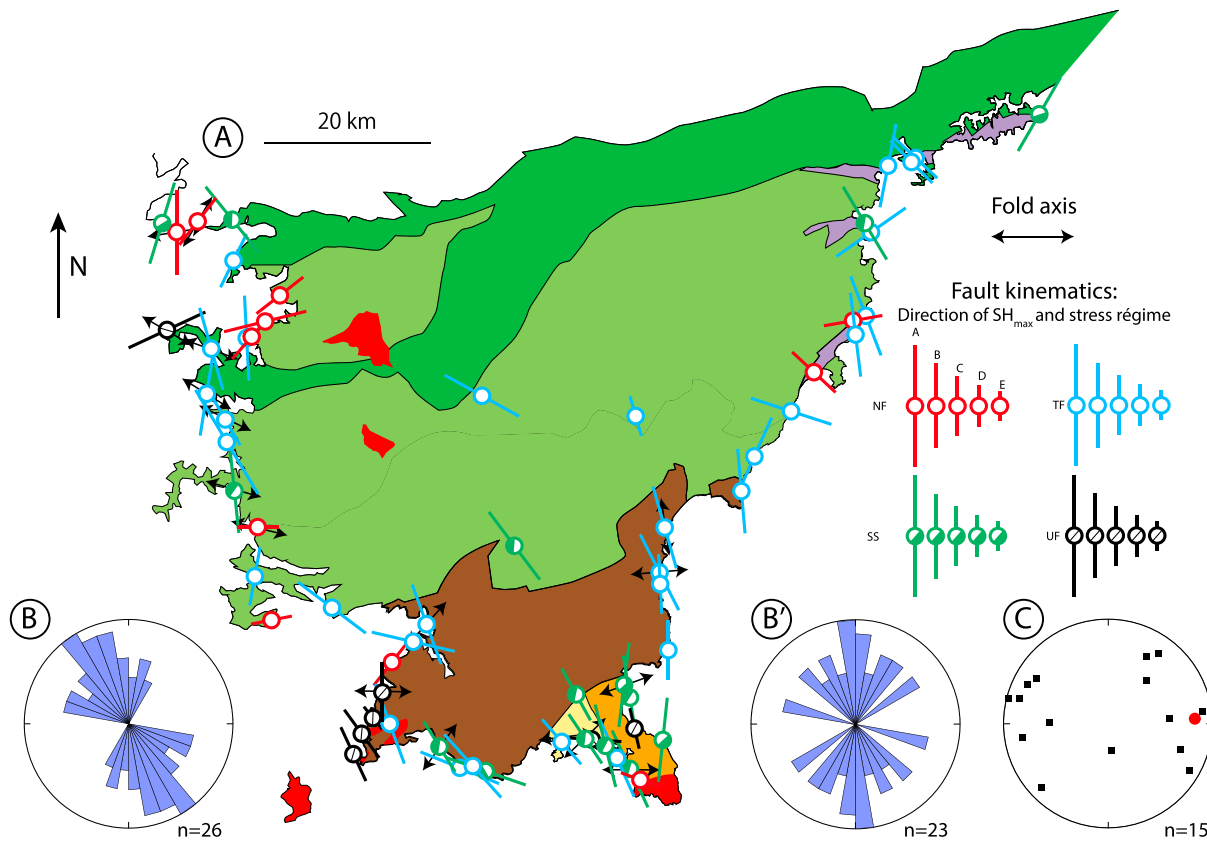 A
20 km
N
Fold axis
Fault kinematics:
Direction of SHmax and stress régime
A
B
C
D
E
NF
TF
SS
UF
B
n=26
B'
n=23
C
n=15